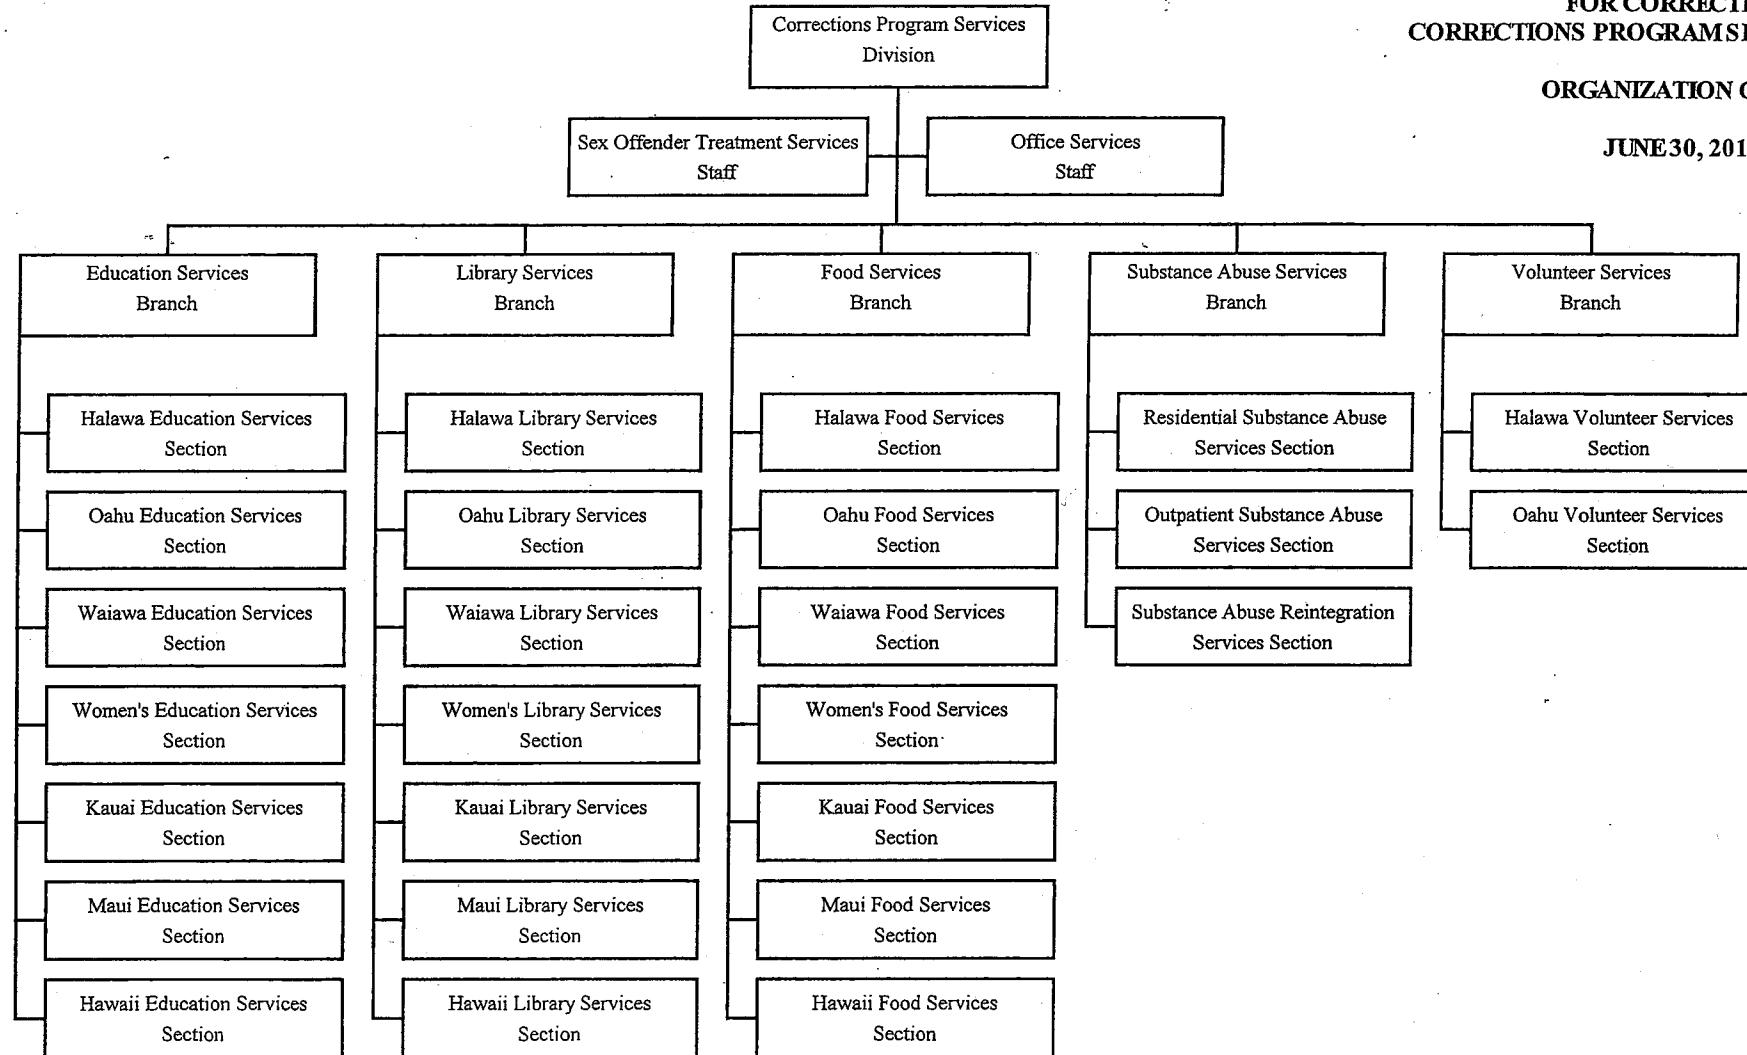 FOR CORRECTI
CORRECTIONS PROGRAM SE
ORGANIZATION C
JUNE 30, 201
Corrections Program Services
Division
Sex Offender Treatment Services
Staff
Office Services
Staff
Education Services
Branch
Library Services
Branch
Food Services
Branch
Substance Abuse Services
Branch
Volunteer Services
Branch
Halawa Education Services
Section
Oahu Education Services
Section
Waiawa Education Services
Section
Women's Education Services
Section
Kauai Education Services
Section
Maui Education Services
Section
Hawaii Education Services
Section
Halawa Library Services
Section
Oahu Library Services
Section
Waiawa Library Services
Section
Women's Library Services
Section
Kauai Library Services
Section
Maui Library Services
Section
Hawaii Library Services
Section
Halawa Food Services
Section
Oahu Food Services
Section
Waiawa Food Services
Section
Women's Food Services
Section
Kauai Food Services
Section
Maui Food Services
Section
Hawaii Food Services
Section
Residential Substance Abuse
Services Section
Outpatient Substance Abuse
Services Section
Substance Abuse Reintegration
Services Section
Halawa Volunteer Services
Section
Oahu Volunteer Services
Section